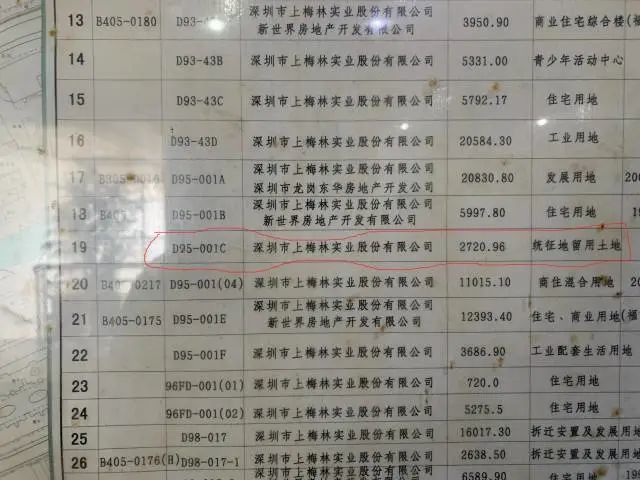 13 B405-0180 D93-43 深圳市上梅林实业股份有限公司 3950.90 商业住宅综合楼(福
新世界房地产开发有限公司
14 D93-43B 深圳市上梅林实业股份有限公司 5331.00 青少年活动中心
15 D93-43C 深圳市上梅林实业股份有限公司 5792.17 住宅用地
16 D93-43D 深圳市上梅林实业股份有限公司 20584.30 工业用地
17 B305-0016 D95-001A 深圳市上梅林实业股份有限公司 20830.80 发展用地 200
深圳市龙岗东华房地产开发公司
18 D95-001B 深圳市上梅林实业股份有限公司 5997.80 住宅用地 19
新世界房地产开发有限公司
19 D95-001C 深圳市上梅林实业股份有限公司 2720.96 统征地留用土地
20 B405-0217 D95-001(04) 深圳市上梅林实业股份有限公司 11015.10 商住混合用地 20
21 B405-0175 D95-001E 深圳市上梅林实业股份有限公司 12393.40 住宅、商业用地(福
新世界房地产开发有限公司
22 D95-001F 深圳市上梅林实业股份有限公司 3686.90 工业配套生活用地
23 96FD-001(01) 深圳市上梅林实业股份有限公司 720.0 住宅用地
24 96FD-001(02) 深圳市上梅林实业股份有限公司 5275.5 住宅用地
25 D98-017 深圳市上梅林实业股份有限公司 16017.30 拆迁安置及发展用地
26 B405-0176(H) D98-017-1 深圳市上梅林实业股份有限公司 2638.50 拆迁安置及发展用地
6589.90 住宅用地 199